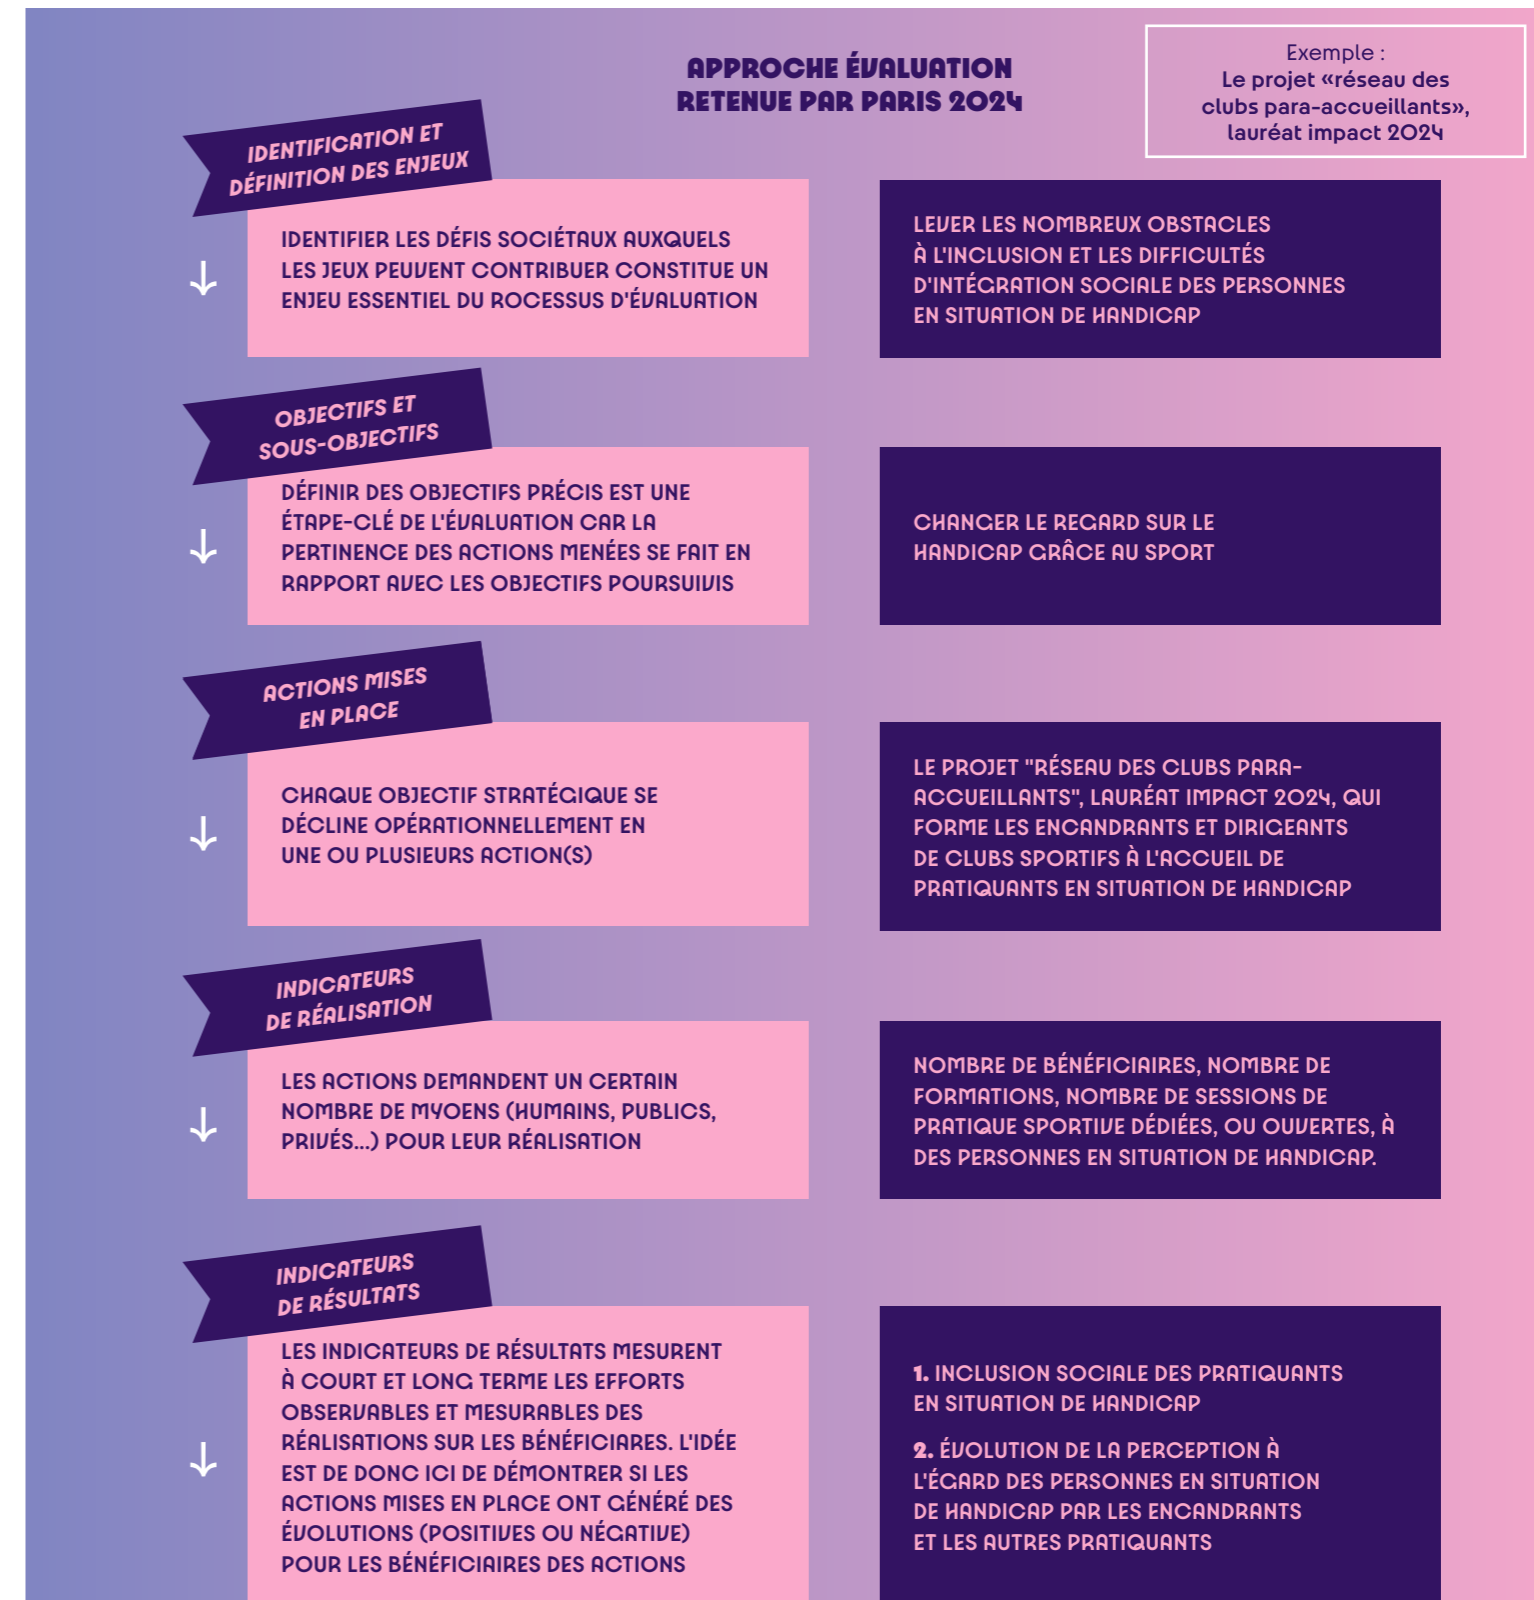 APPROCHE ÉVALUATION
RETENUE PAR PARIS 2024
Exemple :
Le projet «réseau des
clubs para-accueillants»,
lauréat impact 2024
IDENTIFICATION ET
DÉFINITION DES ENJEUX
IDENTIFIER LES DÉFIS SOCIÉTAUX AUXQUELS
LES JEUX PEUVENT CONTRIBUER CONSTITUE UN
ENJEU ESSENTIEL DU ROCESSUS D'ÉVALUATION
LEVER LES NOMBREUX OBSTACLES
À L'INCLUSION ET LES DIFFICULTÉS
D'INTÉGRATION SOCIALE DES PERSONNES
EN SITUATION DE HANDICAP
OBJECTIFS ET
SOUS-OBJECTIFS
DÉFINIR DES OBJECTIFS PRÉCIS EST UNE
ÉTAPE-CLÉ DE L'ÉVALUATION CAR LA
PERTINENCE DES ACTIONS MENÉES SE FAIT EN
RAPPORT AVEC LES OBJECTIFS POURSUIVIS
CHANGER LE REGARD SUR LE
HANDICAP GRÂCE AU SPORT
ACTIONS MISES
EN PLACE
CHAQUE OBJECTIF STRATÉGIQUE SE
DÉCLINE OPÉRATIONNELLEMENT EN
UNE OU PLUSIEURS ACTION(S)
LE PROJET "RÉSEAU DES CLUBS PARA-
ACCUEILLANTS", LAURÉAT IMPACT 2024, QUI
FORME LES ENCANDRANTS ET DIRIGEANTS
DE CLUBS SPORTIFS À L'ACCUEIL DE
PRATIQUANTS EN SITUATION DE HANDICAP
INDICATEURS
DE RÉALISATION
LES ACTIONS DEMANDENT UN CERTAIN
NOMBRE DE MYOENS (HUMAINS, PUBLICS,
PRIVÉS...) POUR LEUR RÉALISATION
NOMBRE DE BÉNÉFICIAIRES, NOMBRE DE
FORMATIONS, NOMBRE DE SESSIONS DE
PRATIQUE SPORTIVE DÉDIÉES, OU OUVERTES, À
DES PERSONNES EN SITUATION DE HANDICAP.
INDICATEURS
DE RÉSULTATS
LES INDICATEURS DE RÉSULTATS MESURENT
À COURT ET LONG TERME LES EFFORTS
OBSERVABLES ET MESURABLES DES
RÉALISATIONS SUR LES BÉNÉFICIARES. L'IDÉE
EST DE DONC ICI DE DÉMONTRER SI LES
ACTIONS MISES EN PLACE ONT GÉNÉRÉ DES
ÉVOLUTIONS (POSITIVES OU NÉGATIVE)
POUR LES BÉNÉFICIAIRES DES ACTIONS
1. INCLUSION SOCIALE DES PRATIQUANTS
EN SITUATION DE HANDICAP
2. ÉVOLUTION DE LA PERCEPTION À
L'ÉGARD DES PERSONNES EN SITUATION
DE HANDICAP PAR LES ENCANDRANTS
ET LES AUTRES PRATIQUANTS